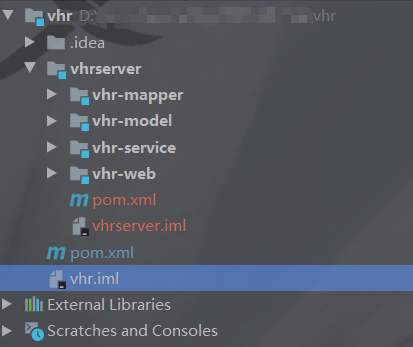 vhr D:\vhr
.idea
vhrserver
vhr-mapper
vhr-model
vhr-service
vhr-web
pom.xml
vhrserver.iml
pom.xml
vhr.iml
External Libraries
Scratches and Consoles